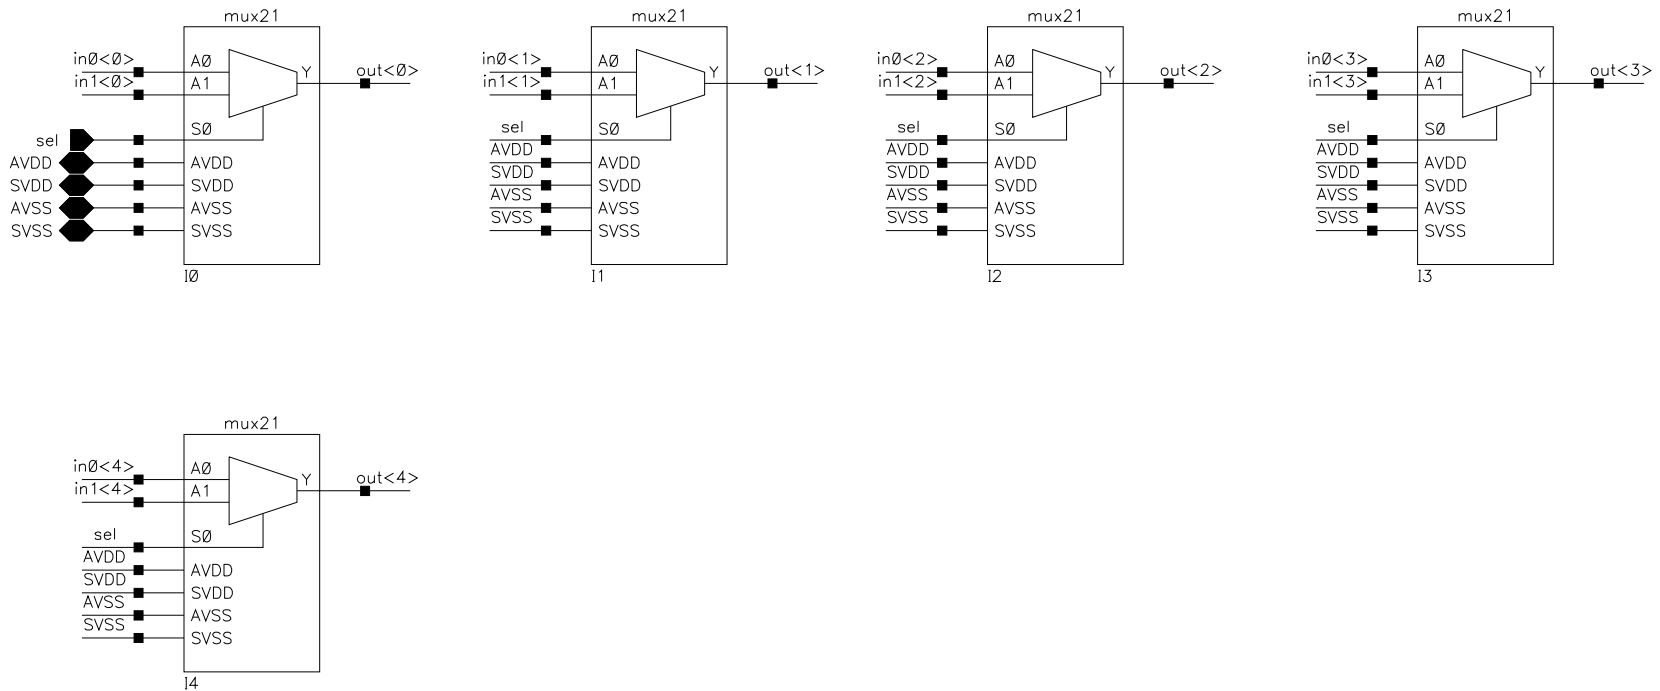 mux21 mux21 mux21 mux21
in0<0> A0 Y out<0> in0<1> A0 Y out<1> in0<2> A0 Y out<2> in0<3> A0 Y out<3>
in1<0> A1 in1<1> A1 in1<2> A1 in1<3> A1
sel S0 sel S0 sel S0 sel S0
AVDD AVDD AVDD AVDD AVDD AVDD AVDD AVDD
SVDD SVDD SVDD SVDD SVDD SVDD SVDD SVDD
AVSS AVSS AVSS AVSS AVSS AVSS AVSS AVSS
SVSS SVSS SVSS SVSS SVSS SVSS SVSS SVSS
I0 I1 I2 I3
mux21
in0<4> A0 Y out<4>
in1<4> A1
sel S0
AVDD AVDD
SVDD SVDD
AVSS AVSS
SVSS SVSS
I4